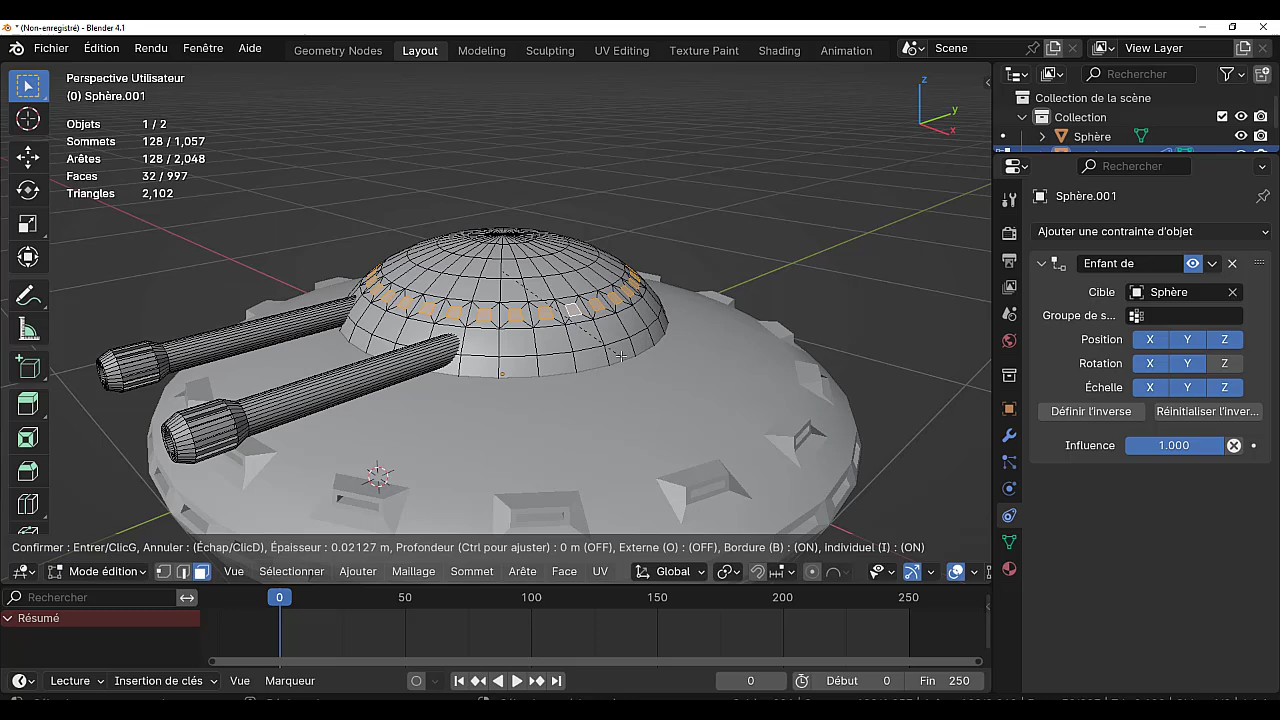 * (Non-enregistré) - Blender 4.1
Fichier Édition Rendu Fenêtre Aide
Geometry Nodes Layout Modeling Sculpting UV Editing Texture Paint Shading Animation
Scene View Layer
Perspective Utilisateur
(0) Sphère.001
Objets 1 / 2
Sommets 128 / 1,057
Arêtes 128 / 2,048
Faces 32 / 997
Triangles 2,102
z
y
x
Rechercher
Collection de la scène
Collection
Sphère
Rechercher
Sphère.001
Ajouter une contrainte d'objet
Enfant de
Cible Sphère
Groupe de s...
Position X Y Z
Rotation X Y Z
Échelle X Y Z
Définir l'inverse Réinitialiser l'inver...
Influence 1.000
Confirmer : Entrer/ClicG, Annuler : (Échap/ClicD), Épaisseur : 0.02127 m, Profondeur (Ctrl pour ajuster) : 0 m (OFF), Externe (O) : (OFF), Bordure (B) : (ON), individuel (I) : (ON)
Mode édition Vue Sélectionner Ajouter Maillage Sommet Arête Face UV Global
Rechercher
0 50 100 150 200 250
Résumé
Lecture Insertion de clés Vue Marqueur 0 Début 0 Fin 250